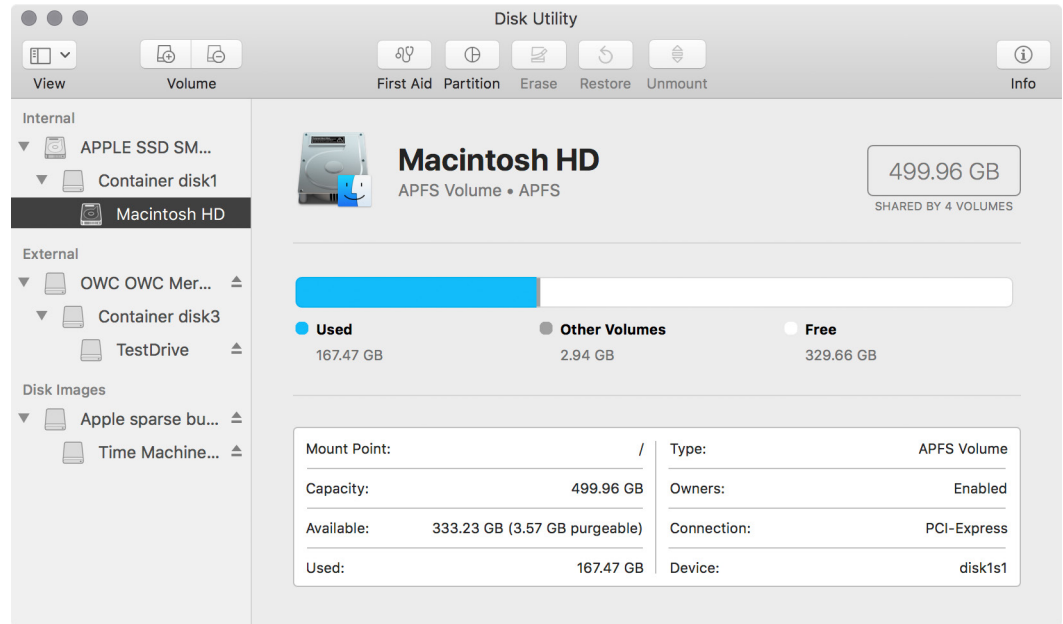 Disk Utility
View
Volume
First Aid
Partition
Erase
Restore
Unmount
Info
Internal
APPLE SSD SM...
Container disk1
Macintosh HD
External
OWC OWC Mer...
Container disk3
TestDrive
Disk Images
Apple sparse bu...
Time Machine...
Macintosh HD
APFS Volume • APFS
499.96 GB
SHARED BY 4 VOLUMES
Used
167.47 GB
Other Volumes
2.94 GB
Free
329.66 GB
Mount Point: /
Capacity: 499.96 GB
Available: 333.23 GB (3.57 GB purgeable)
Used: 167.47 GB
Type: APFS Volume
Owners: Enabled
Connection: PCI-Express
Device: disk1s1